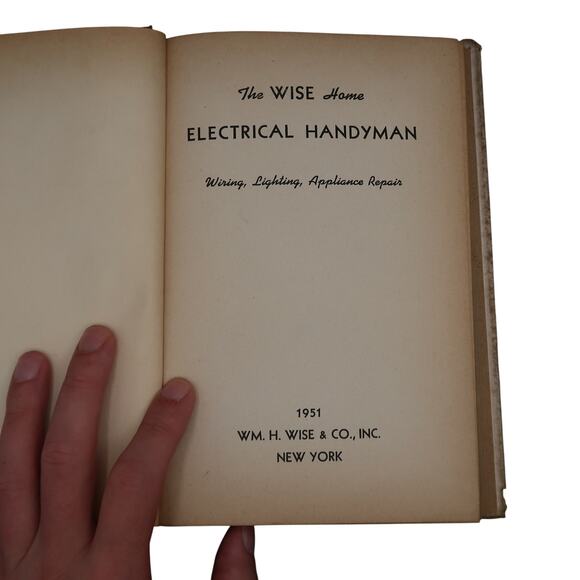 The WISE Home
ELECTRICAL HANDYMAN
Wiring, Lighting, Appliance Repair
1951
WM. H. WISE & CO., INC.
NEW YORK